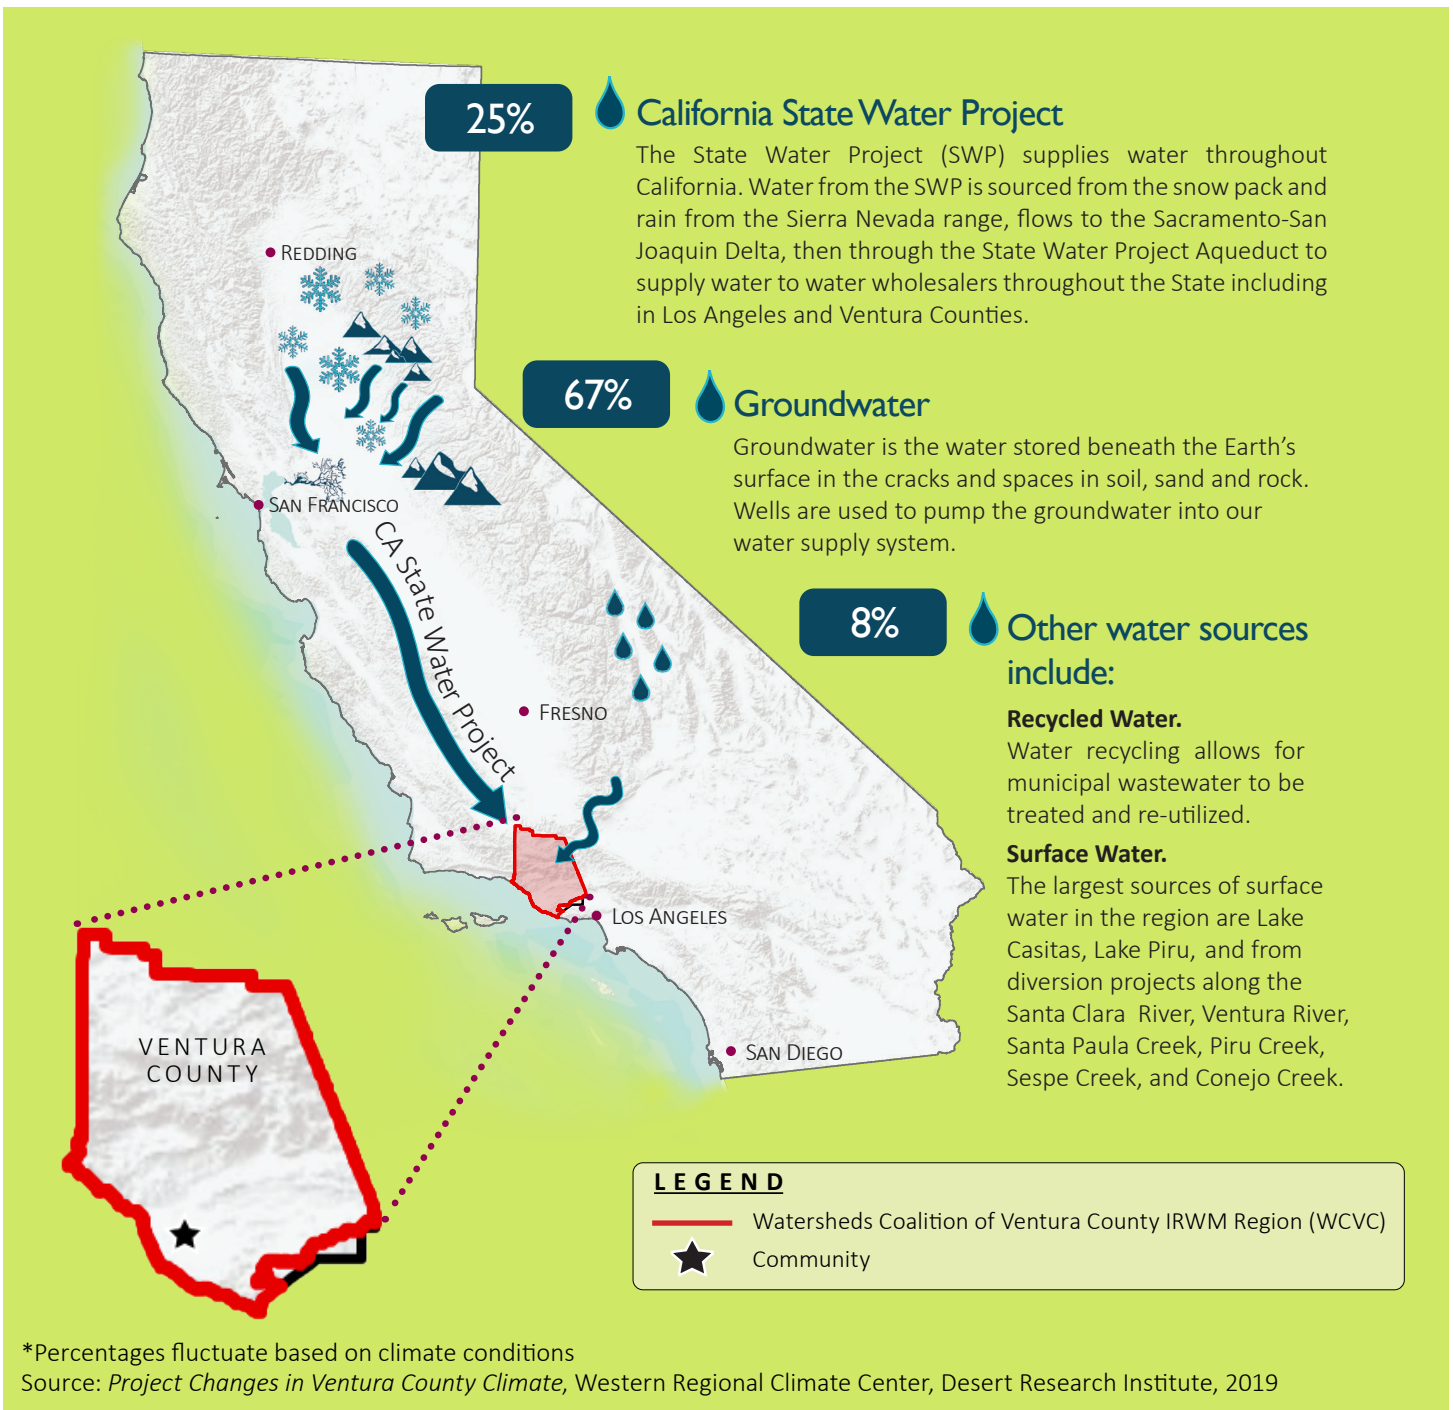 25%
California State Water Project
The State Water Project (SWP) supplies water throughout
California. Water from the SWP is sourced from the snow pack and
rain from the Sierra Nevada range, flows to the Sacramento-San
Joaquin Delta, then through the State Water Project Aqueduct to
supply water to water wholesalers throughout the State including
in Los Angeles and Ventura Counties.
67%
Groundwater
Groundwater is the water stored beneath the Earth’s
surface in the cracks and spaces in soil, sand and rock.
Wells are used to pump the groundwater into our
water supply system.
8%
Other water sources
include:
Recycled Water.
Water recycling allows for
municipal wastewater to be
treated and re-utilized.
Surface Water.
The largest sources of surface
water in the region are Lake
Casitas, Lake Piru, and from
diversion projects along the
Santa Clara River, Ventura River,
Santa Paula Creek, Piru Creek,
Sespe Creek, and Conejo Creek.
REDDING
SAN FRANCISCO
CA State Water Project
FRESNO
LOS ANGELES
SAN DIEGO
VENTURA
COUNTY
LEGEND
Watersheds Coalition of Ventura County IRWM Region (WCVC)
Community
*Percentages fluctuate based on climate conditions
Source: Project Changes in Ventura County Climate, Western Regional Climate Center, Desert Research Institute, 2019